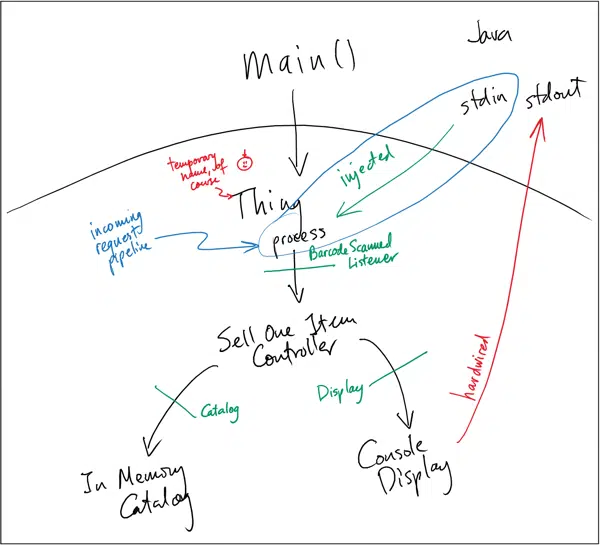 Java
Main()
stdin
stdout
temporary
name, of
course
Thing
injected
process
incoming
request
pipeline
Barcode Scanned
Listener
Sell One Item
Controller
hardwired
Catalog
Display
In Memory
Catalog
Console
Display